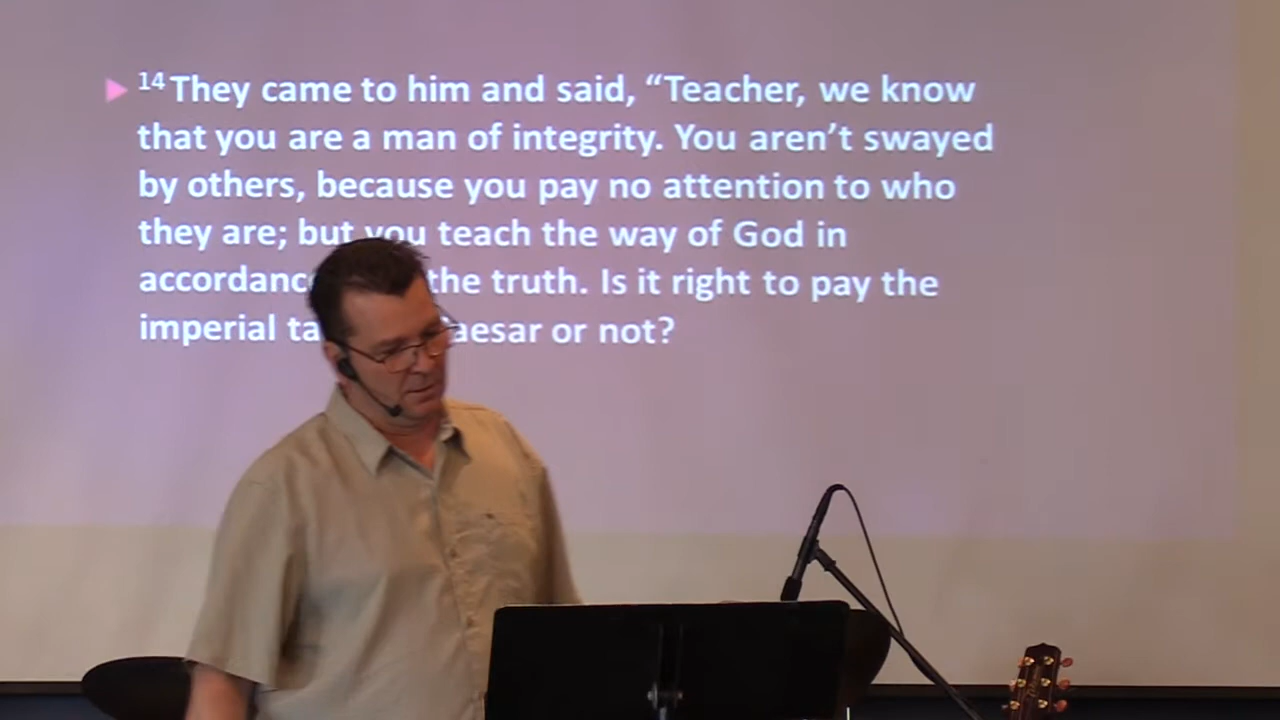 14 They came to him and said, “Teacher, we know
that you are a man of integrity. You aren’t swayed
by others, because you pay no attention to who
they are; but you teach the way of God in
accordanc the truth. Is it right to pay the
imperial ta aesar or not?